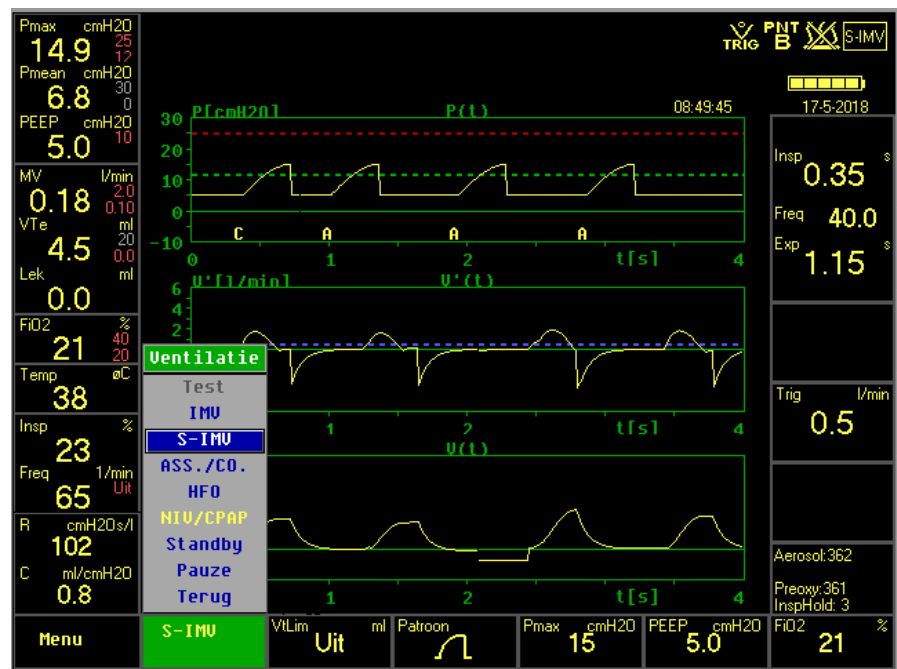 Pmax cmH2O
14.9 25 12
Pmean cmH2O
6.8 30 0
PEEP cmH2O
5.0 10
MV l/min
0.18 2.0 0.10
VTe ml
4.5 20 0.0
Lek ml
0.0
FiO2 %
21 40 20
Temp øC
38
Insp %
23
Freq 1/min
65 Uit
R cmH2Os/l
102
C ml/cmH2O
0.8
TRIG PNT B S-IMV
08:49:45 17-5-2018
P[cmH2O] P(t)
30
20
10
0
-10
C A A A
0 1 2 t[s] 4
V'[l/min] V'(t)
6
4
2
1 2 t[s] 4
V(t)
1 2 t[s] 4
Ventilatie
Test
IMV
S-IMV
ASS./CO.
HFO
NIV/CPAP
Standby
Pauze
Terug
Insp s
0.35
Freq 40.0
Exp s
1.15
Trig l/min
0.5
Aerosol:362
Preoxy:361
InspHold: 3
Menu
S-IMV
VtLim ml
Uit
Patroon
Pmax cmH2O
15
PEEP cmH2O
5.0
FiO2 %
21